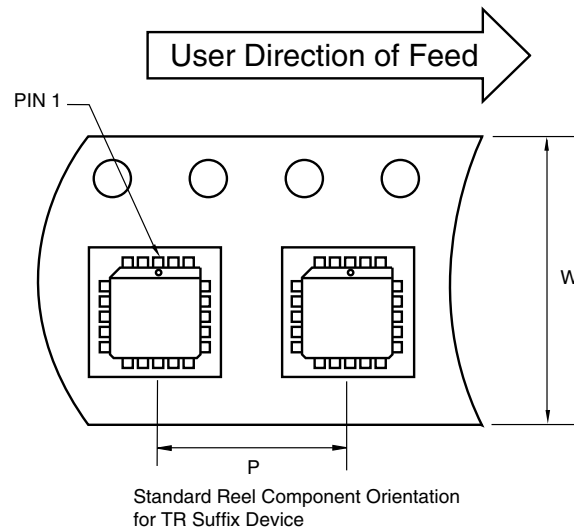 User Direction of Feed
PIN 1
W
P
Standard Reel Component Orientation
for TR Suffix Device